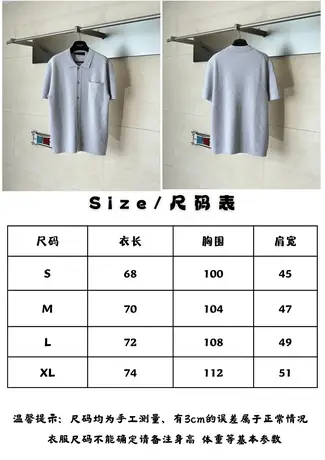 Size/尺码表
尺码 衣长 胸围 肩宽
S 68 100 45
M 70 104 47
L 72 108 49
XL 74 112 51
温馨提示：尺码均为手工测量、有3cm的误差属于正常情况
衣服尺码不能确定请备注身高 体重等基本参数